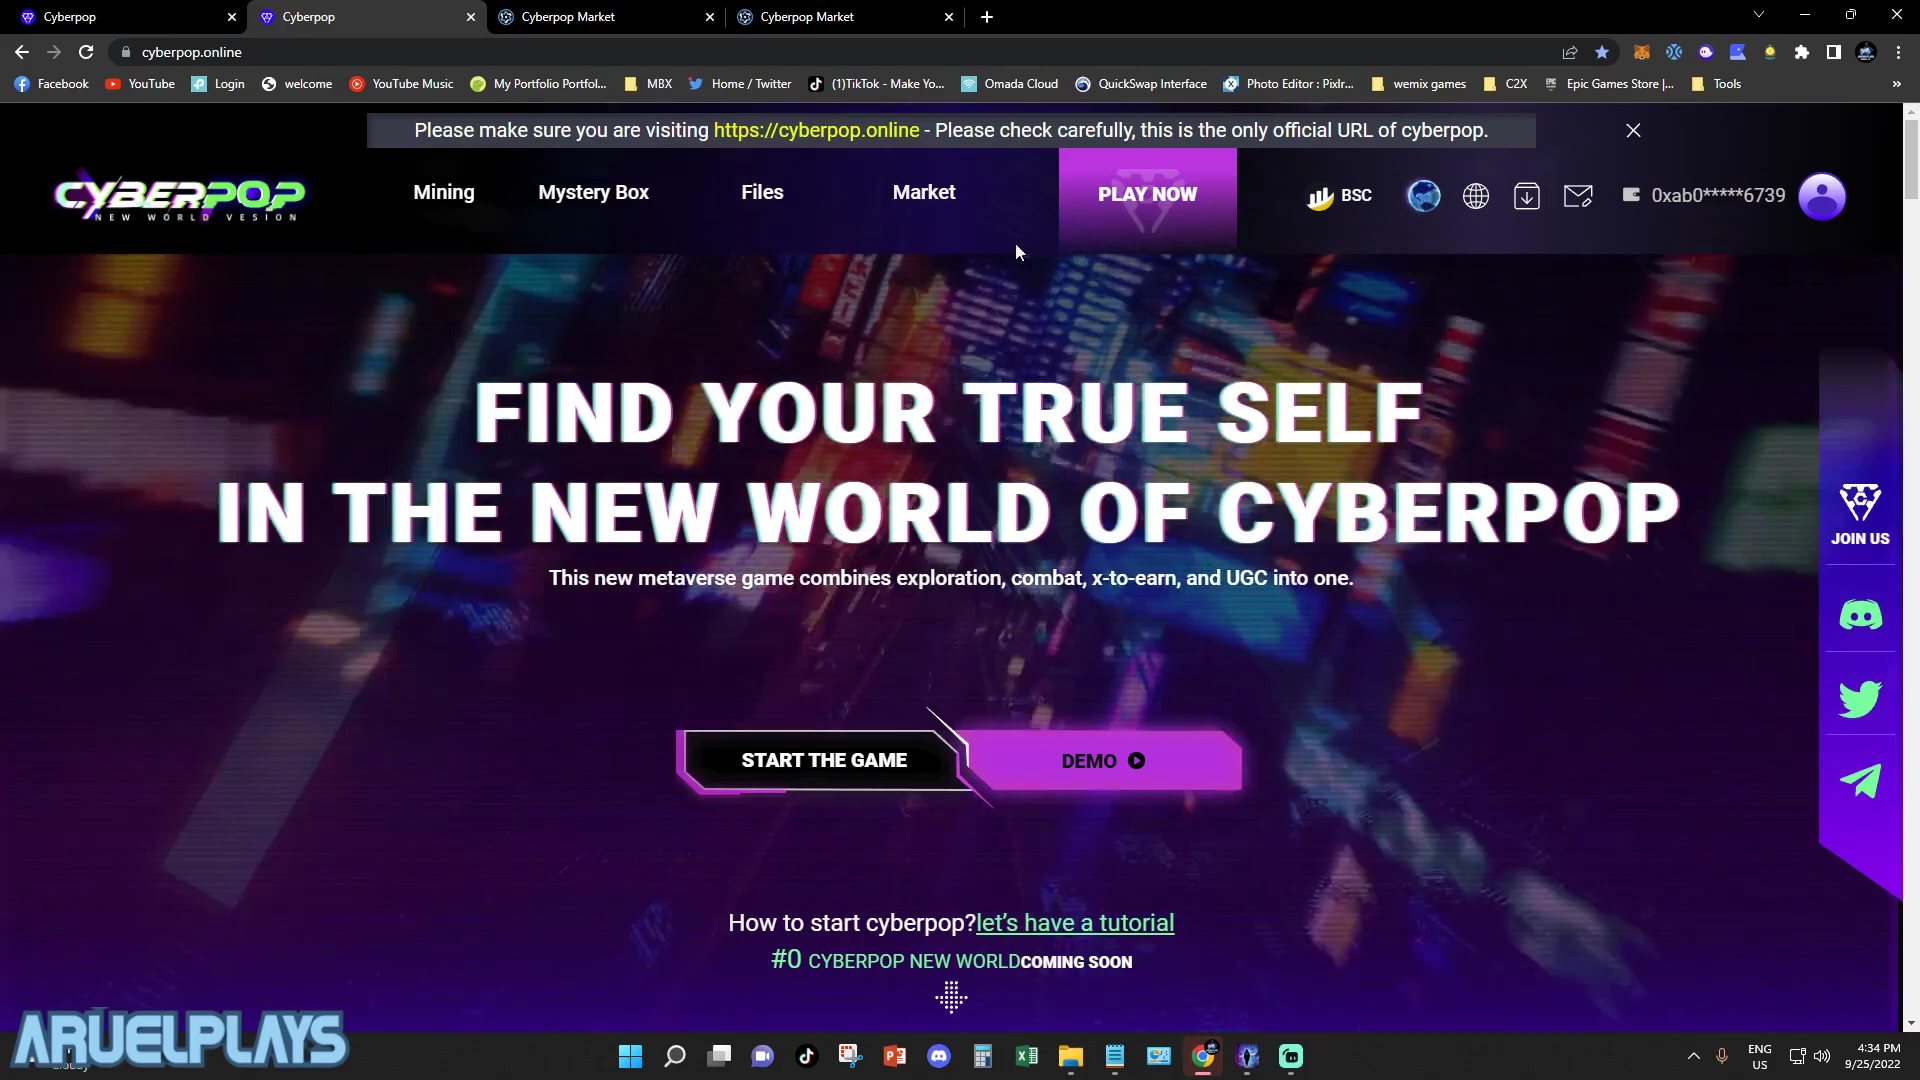 Cyberpop
Cyberpop
Cyberpop Market
Cyberpop Market
cyberpop.online
Facebook
YouTube
Login
welcome
YouTube Music
My Portfolio Portfol...
MBX
Home / Twitter
(1)TikTok - Make Yo...
Omada Cloud
QuickSwap Interface
Photo Editor : Pixlr...
wemix games
C2X
Epic Games Store |...
Tools
Please make sure you are visiting https://cyberpop.online - Please check carefully, this is the only official URL of cyberpop.
CYBERPOP
NEW WORLD VESION
Mining
Mystery Box
Files
Market
PLAY NOW
BSC
0xab0*****6739
FIND YOUR TRUE SELF
IN THE NEW WORLD OF CYBERPOP
This new metaverse game combines exploration, combat, x-to-earn, and UGC into one.
JOIN US
START THE GAME
DEMO
How to start cyberpop?let's have a tutorial
#0 CYBERPOP NEW WORLDCOMING SOON
ARUELPLAYS
ENG
US
4:34 PM
9/25/2022